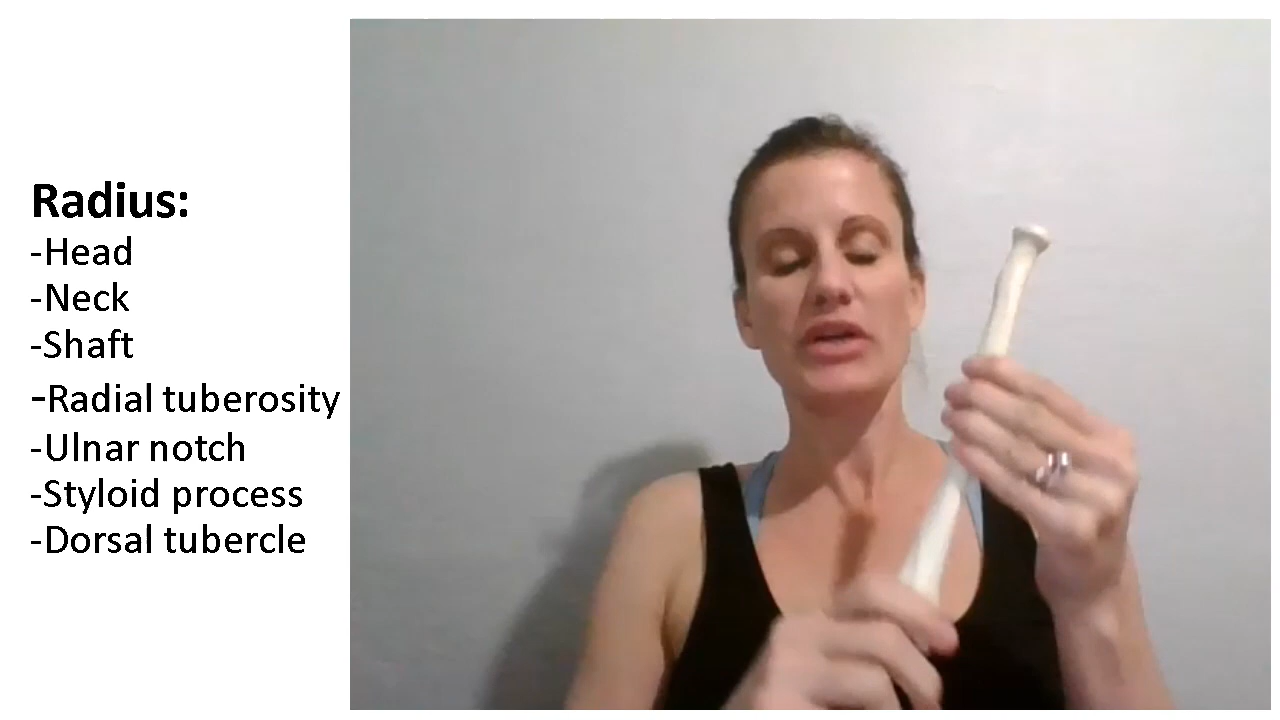 Radius:
-Head
-Neck
-Shaft
-Radial tuberosity
-Ulnar notch
-Styloid process
-Dorsal tubercle